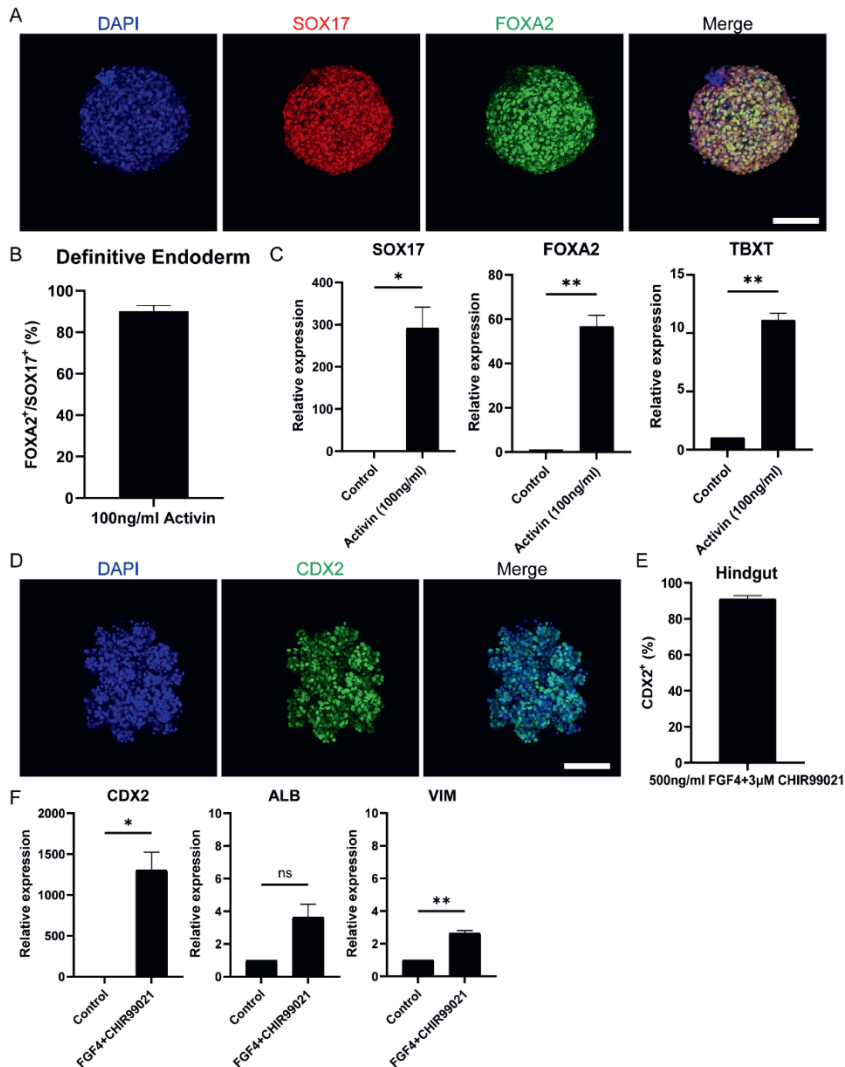 A
DAPI SOX17 FOXA2 Merge
B
Definitive Endoderm
FOXA2⁺/SOX17⁺ (%)
100
80
60
40
20
0
100ng/ml Activin
C
SOX17
Relative expression
400
300
200
100
0
*
Control
Activin (100ng/ml)
FOXA2
Relative expression
80
60
40
20
0
**
Control
Activin (100ng/ml)
TBXT
Relative expression
15
10
5
0
**
Control
Activin (100ng/ml)
D
DAPI CDX2 Merge
E
Hindgut
CDX2⁺ (%)
100
80
60
40
20
0
500ng/ml FGF4+3μM CHIR99021
F
CDX2
Relative expression
2000
1500
1000
500
0
*
Control
FGF4+CHIR99021
ALB
Relative expression
10
8
6
4
2
0
ns
Control
FGF4+CHIR99021
VIM
Relative expression
10
8
6
4
2
0
**
Control
FGF4+CHIR99021